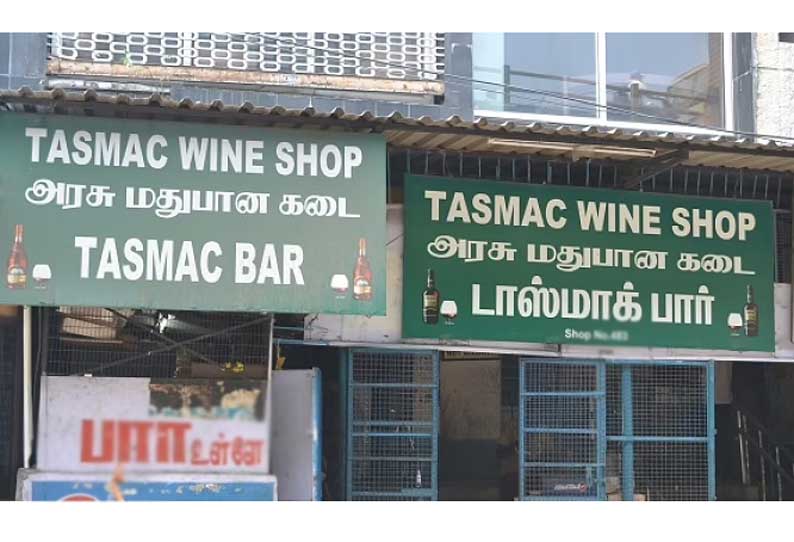 TASMAC WINE SHOP
அரசு மதுபான கடை
TASMAC BAR
TASMAC WINE SHOP
அரசு மதுபான கடை
டாஸ்மாக் பார்
Shop No.483
பார் உள்ளே